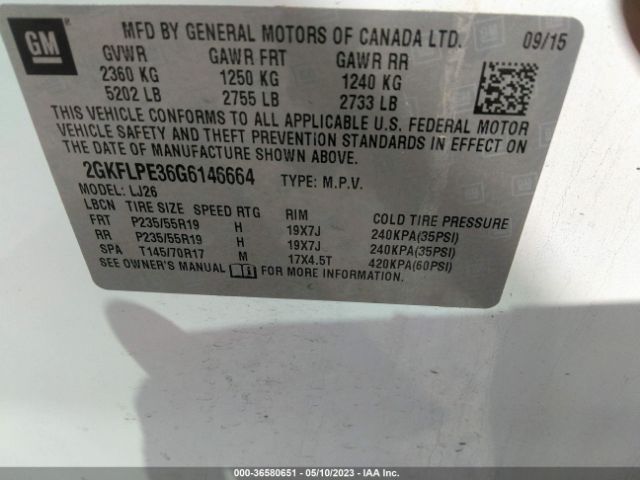 GM
MFD BY GENERAL MOTORS OF CANADA LTD. 09/15
GVWR GAWR FRT GAWR RR
2360 KG 1250 KG 1240 KG
5202 LB 2755 LB 2733 LB
THIS VEHICLE CONFORMS TO ALL APPLICABLE U.S. FEDERAL MOTOR
VEHICLE SAFETY AND THEFT PREVENTION STANDARDS IN EFFECT ON
THE DATE OF MANUFACTURE SHOWN ABOVE.
2GKFLPE36G6146664 TYPE: M.P.V.
MODEL: LJ26
LBCN TIRE SIZE SPEED RTG RIM COLD TIRE PRESSURE
FRT P235/55R19 H 19X7J 240KPA(35PSI)
RR P235/55R19 H 19X7J 240KPA(35PSI)
SPA T145/70R17 M 17X4.5T 420KPA(60PSI)
SEE OWNER'S MANUAL FOR MORE INFORMATION.
000-36580651 - 05/10/2023 - IAA Inc.